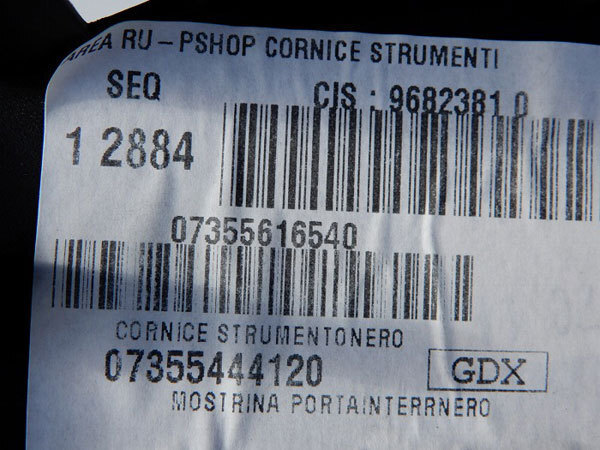 AREA RU - PSHOP CORNICE STRUMENTI
SEQ CIS : 9682381 0
1 2884
07355616540
CORNICE STRUMENTONERO
07355444120 GDX
MOSTRINA PORTAINTERRNERO